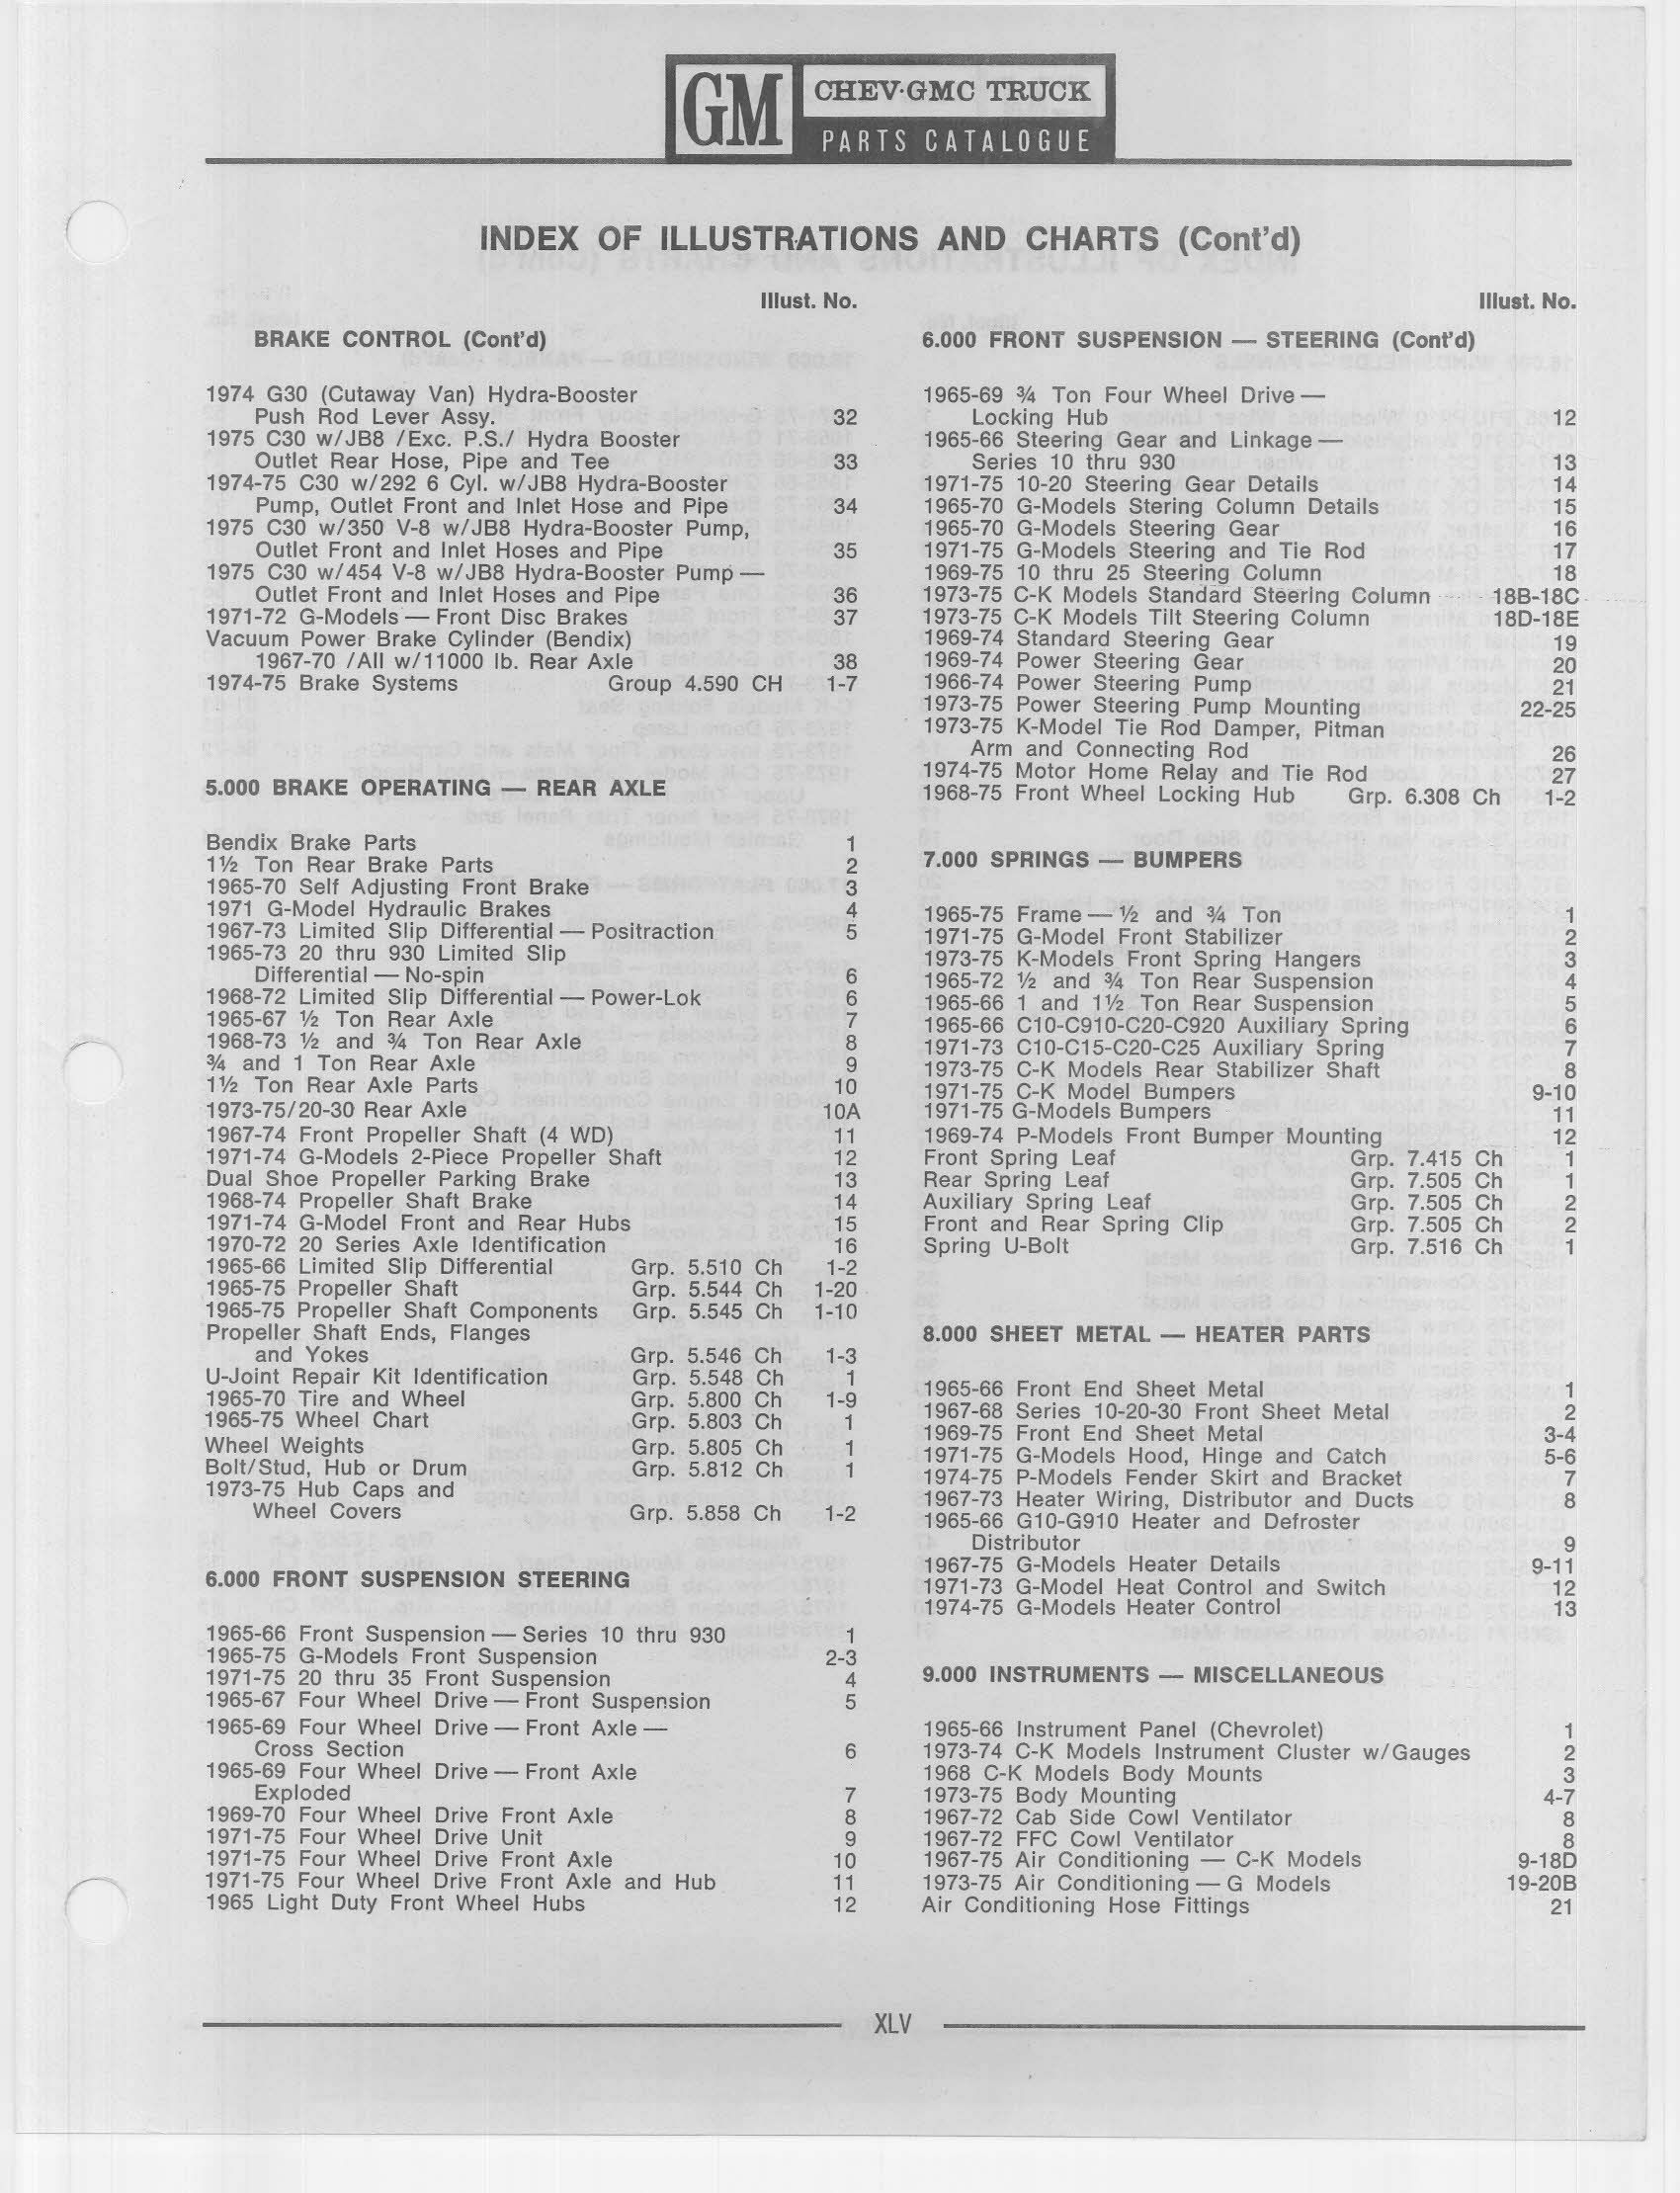 GM
CHEV·GMC TRUCK
PARTS CATALOGUE
INDEX OF ILLUSTRATIONS AND CHARTS (Cont'd)
Illust. No.
BRAKE CONTROL (Cont'd)
1974 G30 (Cutaway Van) Hydra-Booster
Push Rod Lever Assy. 32
1975 C30 w/JB8 /Exc. P.S./ Hydra Booster
Outlet Rear Hose, Pipe and Tee 33
1974-75 C30 w/292 6 Cyl. w/JB8 Hydra-Booster
Pump, Outlet Front and Inlet Hose and Pipe 34
1975 C30 w/350 V-8 w/JB8 Hydra-Booster Pump,
Outlet Front and Inlet Hoses and Pipe 35
1975 C30 w/454 V-8 w/JB8 Hydra-Booster Pump —
Outlet Front and Inlet Hoses and Pipe 36
1971-72 G-Models — Front Disc Brakes 37
Vacuum Power Brake Cylinder (Bendix)
1967-70 /All w/11000 lb. Rear Axle 38
1974-75 Brake Systems Group 4.590 CH 1-7
5.000 BRAKE OPERATING — REAR AXLE
Bendix Brake Parts 1
1½ Ton Rear Brake Parts 2
1965-70 Self Adjusting Front Brake 3
1971 G-Model Hydraulic Brakes 4
1967-73 Limited Slip Differential — Positraction 5
1965-73 20 thru 930 Limited Slip
Differential — No-spin 6
1968-72 Limited Slip Differential — Power-Lok 6
1965-67 ½ Ton Rear Axle 7
1968-73 ½ and ¾ Ton Rear Axle 8
¾ and 1 Ton Rear Axle 9
1½ Ton Rear Axle Parts 10
1973-75/20-30 Rear Axle 10A
1967-74 Front Propeller Shaft (4 WD) 11
1971-74 G-Models 2-Piece Propeller Shaft 12
Dual Shoe Propeller Parking Brake 13
1968-74 Propeller Shaft Brake 14
1971-74 G-Model Front and Rear Hubs 15
1970-72 20 Series Axle Identification 16
1965-66 Limited Slip Differential Grp. 5.510 Ch 1-2
1965-75 Propeller Shaft Grp. 5.544 Ch 1-20
1965-75 Propeller Shaft Components Grp. 5.545 Ch 1-10
Propeller Shaft Ends, Flanges
and Yokes Grp. 5.546 Ch 1-3
U-Joint Repair Kit Identification Grp. 5.548 Ch 1
1965-70 Tire and Wheel Grp. 5.800 Ch 1-9
1965-75 Wheel Chart Grp. 5.803 Ch 1
Wheel Weights Grp. 5.805 Ch 1
Bolt/Stud, Hub or Drum Grp. 5.812 Ch 1
1973-75 Hub Caps and
Wheel Covers Grp. 5.858 Ch 1-2
6.000 FRONT SUSPENSION STEERING
1965-66 Front Suspension — Series 10 thru 930 1
1965-75 G-Models Front Suspension 2-3
1971-75 20 thru 35 Front Suspension 4
1965-67 Four Wheel Drive — Front Suspension 5
1965-69 Four Wheel Drive — Front Axle —
Cross Section 6
1965-69 Four Wheel Drive — Front Axle
Exploded 7
1969-70 Four Wheel Drive Front Axle 8
1971-75 Four Wheel Drive Unit 9
1971-75 Four Wheel Drive Front Axle 10
1971-75 Four Wheel Drive Front Axle and Hub 11
1965 Light Duty Front Wheel Hubs 12
Illust. No.
6.000 FRONT SUSPENSION — STEERING (Cont'd)
1965-69 ¾ Ton Four Wheel Drive —
Locking Hub 12
1965-66 Steering Gear and Linkage —
Series 10 thru 930 13
1971-75 10-20 Steering Gear Details 14
1965-70 G-Models Stering Column Details 15
1965-70 G-Models Steering Gear 16
1971-75 G-Models Steering and Tie Rod 17
1969-75 10 thru 25 Steering Column 18
1973-75 C-K Models Standard Steering Column 18B-18C
1973-75 C-K Models Tilt Steering Column 18D-18E
1969-74 Standard Steering Gear 19
1969-74 Power Steering Gear 20
1966-74 Power Steering Pump 21
1973-75 Power Steering Pump Mounting 22-25
1973-75 K-Model Tie Rod Damper, Pitman
Arm and Connecting Rod 26
1974-75 Motor Home Relay and Tie Rod 27
1968-75 Front Wheel Locking Hub Grp. 6.308 Ch 1-2
7.000 SPRINGS — BUMPERS
1965-75 Frame — ½ and ¾ Ton 1
1971-75 G-Model Front Stabilizer 2
1973-75 K-Models Front Spring Hangers 3
1965-72 ½ and ¾ Ton Rear Suspension 4
1965-66 1 and 1½ Ton Rear Suspension 5
1965-66 C10-C910-C20-C920 Auxiliary Spring 6
1971-73 C10-C15-C20-C25 Auxiliary Spring 7
1973-75 C-K Models Rear Stabilizer Shaft 8
1971-75 C-K Model Bumpers 9-10
1971-75 G-Models Bumpers 11
1969-74 P-Models Front Bumper Mounting 12
Front Spring Leaf Grp. 7.415 Ch 1
Rear Spring Leaf Grp. 7.505 Ch 1
Auxiliary Spring Leaf Grp. 7.505 Ch 2
Front and Rear Spring Clip Grp. 7.505 Ch 2
Spring U-Bolt Grp. 7.516 Ch 1
8.000 SHEET METAL — HEATER PARTS
1965-66 Front End Sheet Metal 1
1967-68 Series 10-20-30 Front Sheet Metal 2
1969-75 Front End Sheet Metal 3-4
1971-75 G-Models Hood, Hinge and Catch 5-6
1974-75 P-Models Fender Skirt and Bracket 7
1967-73 Heater Wiring, Distributor and Ducts 8
1965-66 G10-G910 Heater and Defroster
Distributor 9
1967-75 G-Models Heater Details 9-11
1971-73 G-Model Heat Control and Switch 12
1974-75 G-Models Heater Control 13
9.000 INSTRUMENTS — MISCELLANEOUS
1965-66 Instrument Panel (Chevrolet) 1
1973-74 C-K Models Instrument Cluster w/Gauges 2
1968 C-K Models Body Mounts 3
1973-75 Body Mounting 4-7
1967-72 Cab Side Cowl Ventilator 8
1967-72 FFC Cowl Ventilator 8
1967-75 Air Conditioning — C-K Models 9-18D
1973-75 Air Conditioning — G Models 19-20B
Air Conditioning Hose Fittings 21
XLV